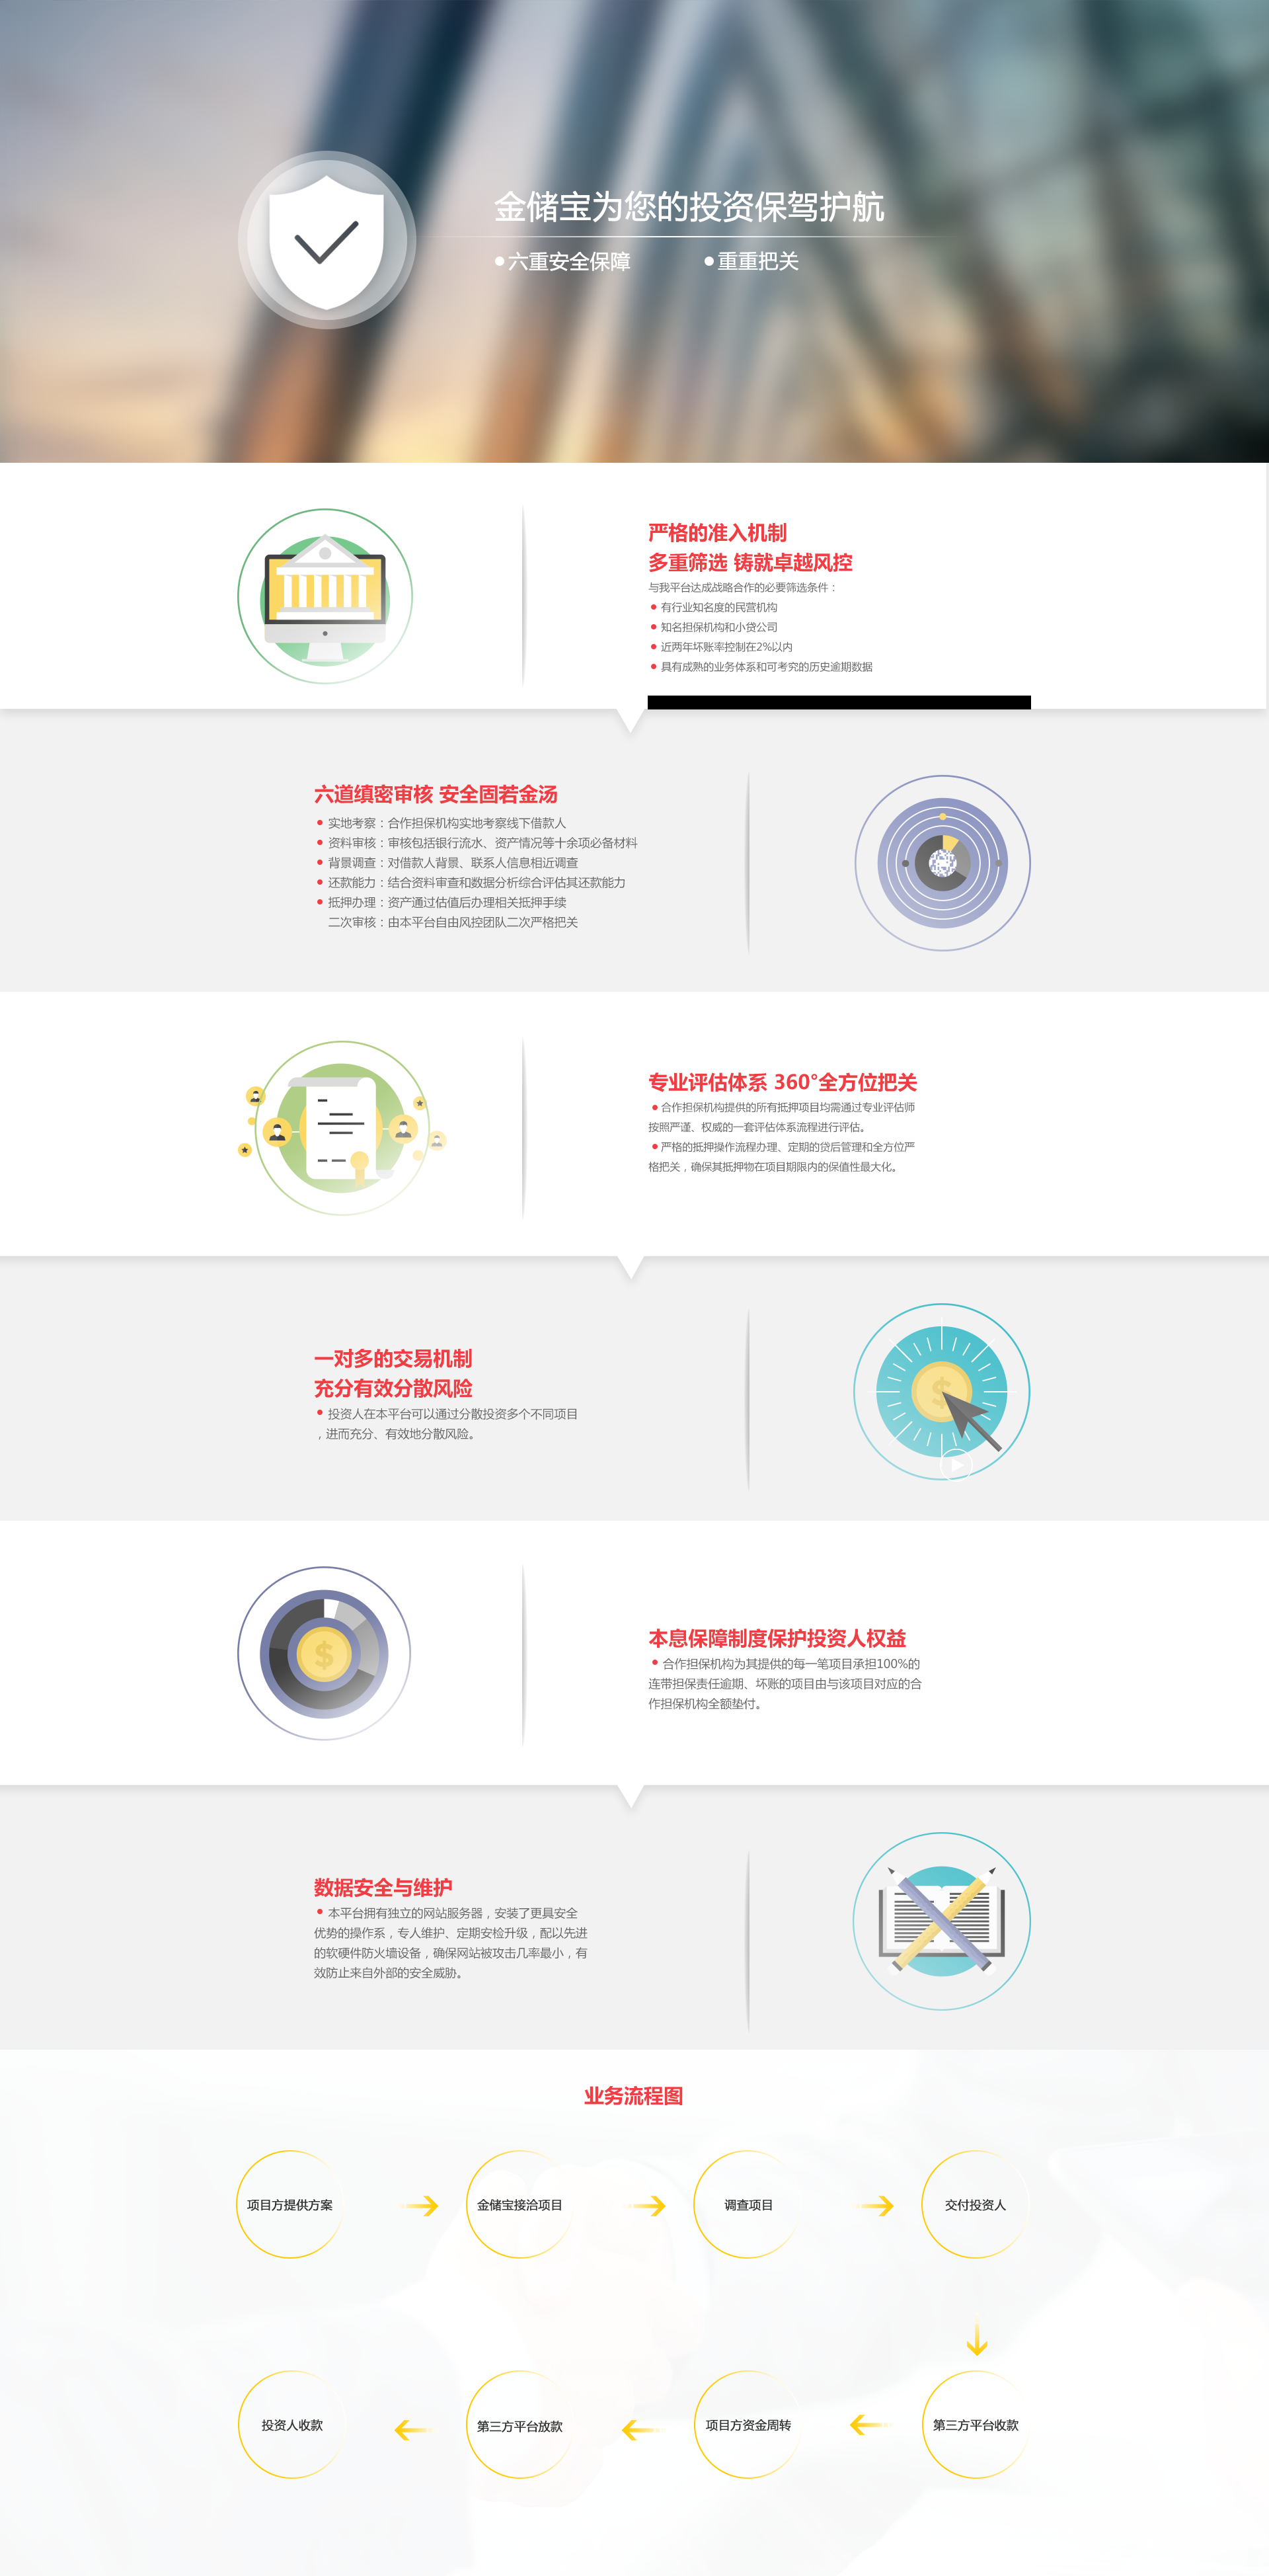 金储宝为您的投资保驾护航
●六重安全保障 ●重重把关
严格的准入机制
多重筛选 铸就卓越风控
与我平台达成战略合作的必要筛选条件：
● 有行业知名度的民营机构
● 知名担保机构和小贷公司
● 近两年坏账率控制在2%以内
● 具有成熟的业务体系和可考究的历史逾期数据
六道缜密审核 安全固若金汤
● 实地考察：合作担保机构实地考察线下借款人
● 资料审核：审核包括银行流水、资产情况等十余项必备材料
● 背景调查：对借款人背景、联系人信息相近调查
● 还款能力：结合资料审查和数据分析综合评估其还款能力
● 抵押办理：资产通过估值后办理相关抵押手续
二次审核：由本平台自由风控团队二次严格把关
专业评估体系 360°全方位把关
● 合作担保机构提供的所有抵押项目均需通过专业评估师
按照严谨、权威的一套评估体系流程进行评估。
● 严格的抵押操作流程办理、定期的贷后管理和全方位严
格把关，确保其抵押物在项目期限内的保值性最大化。
一对多的交易机制
充分有效分散风险
● 投资人在本平台可以通过分散投资多个不同项目
，进而充分、有效地分散风险。
$
$
本息保障制度保护投资人权益
● 合作担保机构为其提供的每一笔项目承担100%的
连带担保责任逾期、坏账的项目由与该项目对应的合
作担保机构全额垫付。
数据安全与维护
● 本平台拥有独立的网站服务器，安装了更具安全
优势的操作系，专人维护、定期安检升级，配以先进
的软硬件防火墙设备，确保网站被攻击几率最小，有
效防止来自外部的安全威胁。
业务流程图
项目方提供方案
金储宝接洽项目
调查项目
交付投资人
第三方平台收款
项目方资金周转
第三方平台放款
投资人收款